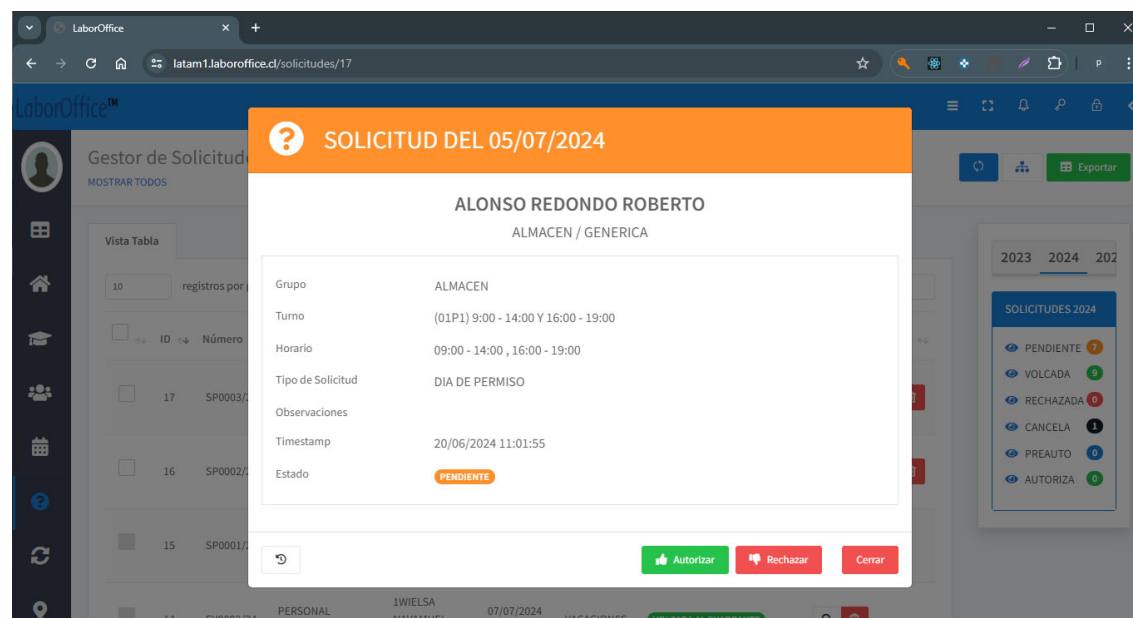 LaborOffice
latam1.laboroffice.cl/solicitudes/17
P
LaborOffice™
Gestor de Solicitud
MOSTRAR TODOS
Exportar
Vista Tabla
10 registros por
ID Número
17 SP0003/
16 SP0002/
15 SP0001/
PERSONAL 1WIELSA 07/07/2024 VACACIONES
SOLICITUD DEL 05/07/2024
ALONSO REDONDO ROBERTO
ALMACEN / GENERICA
Grupo ALMACEN
Turno (01P1) 9:00 - 14:00 Y 16:00 - 19:00
Horario 09:00 - 14:00 , 16:00 - 19:00
Tipo de Solicitud DIA DE PERMISO
Observaciones
Timestamp 20/06/2024 11:01:55
Estado PENDIENTE
Autorizar Rechazar Cerrar
2023 2024 202
SOLICITUDES 2024
PENDIENTE 7
VOLCADA 9
RECHAZADA 0
CANCELA 1
PREAUTO 0
AUTORIZA 0